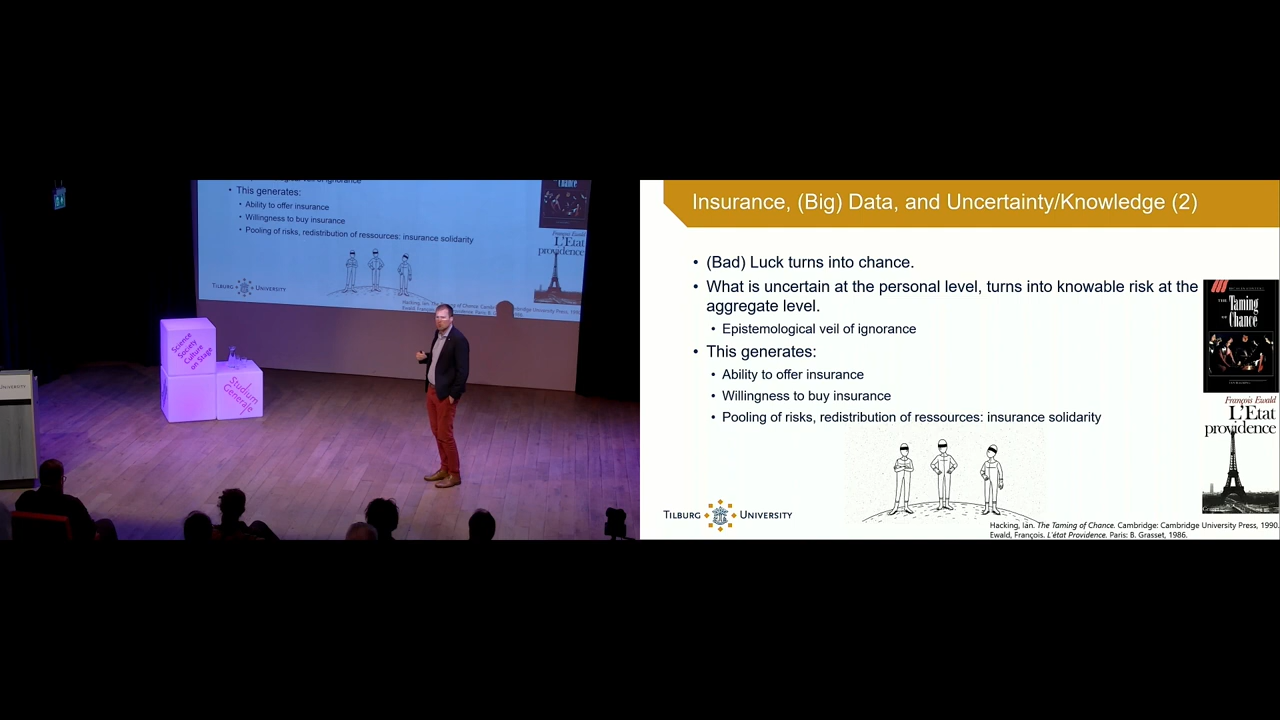 This generates:
Ability to offer insurance
Willingness to buy insurance
Pooling of risks, redistribution of ressources: insurance solidarity
Chance
François Ewald
L'Etat
providence
TILBURG UNIVERSITY
Science
Society
Culture
on Stage
Studium
Generale
Insurance, (Big) Data, and Uncertainty/Knowledge (2)
• (Bad) Luck turns into chance.
• What is uncertain at the personal level, turns into knowable risk at the
aggregate level.
• Epistemological veil of ignorance
• This generates:
• Ability to offer insurance
• Willingness to buy insurance
• Pooling of risks, redistribution of ressources: insurance solidarity
THE Taming
OF Chance
IAN HACKING
François Ewald
L'Etat
providence
TILBURG UNIVERSITY
Hacking, Ian. The Taming of Chance. Cambridge: Cambridge University Press, 1990.
Ewald, François. L'état Providence. Paris: B. Grasset, 1986.